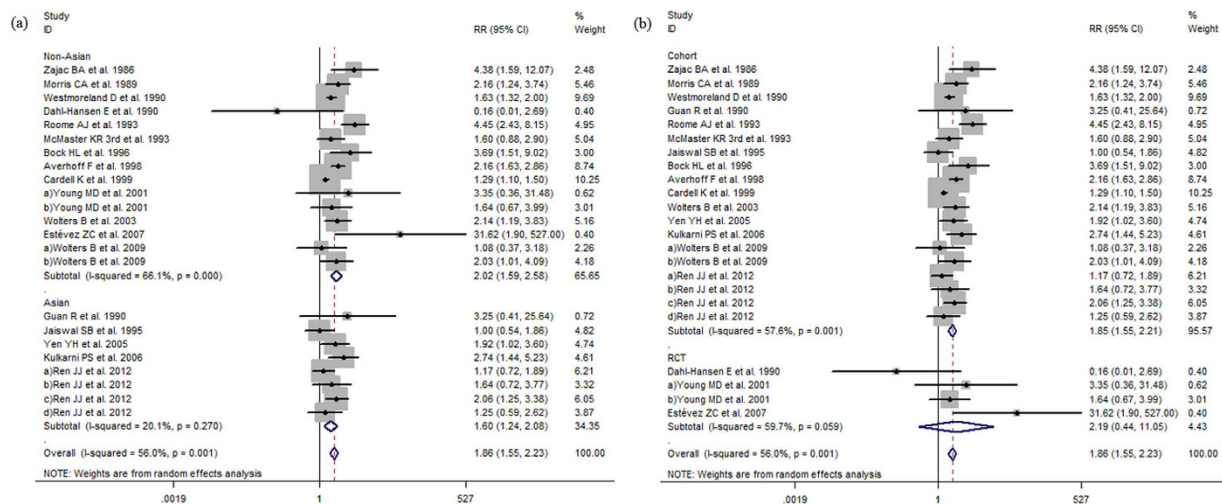 (a)
Study %
ID RR (95% CI) Weight
Non-Asian
Zajac BA et al. 1986 4.38 (1.59, 12.07) 2.48
Morris CA et al. 1989 2.16 (1.24, 3.74) 5.46
Westmoreland D et al. 1990 1.63 (1.32, 2.00) 9.69
Dahl-Hansen E et al. 1990 0.16 (0.01, 2.69) 0.40
Roome AJ et al. 1993 4.45 (2.43, 8.15) 4.95
McMaster KR 3rd et al. 1993 1.60 (0.88, 2.90) 5.04
Bock HL et al. 1996 3.69 (1.51, 9.02) 3.00
Averhoff F et al. 1998 2.16 (1.63, 2.86) 8.74
Cardell K et al. 1999 1.29 (1.10, 1.50) 10.25
a)Young MD et al. 2001 3.35 (0.36, 31.48) 0.62
b)Young MD et al. 2001 1.64 (0.67, 3.99) 3.01
Wolters B et al. 2003 2.14 (1.19, 3.83) 5.16
Estévez ZC et al. 2007 31.62 (1.90, 527.00) 0.40
a)Wolters B et al. 2009 1.08 (0.37, 3.18) 2.26
b)Wolters B et al. 2009 2.03 (1.01, 4.09) 4.18
Subtotal (I-squared = 66.1%, p = 0.000) 2.02 (1.59, 2.58) 65.65
.
Asian
Guan R et al. 1990 3.25 (0.41, 25.64) 0.72
Jaiswal SB et al. 1995 1.00 (0.54, 1.86) 4.82
Yen YH et al. 2005 1.92 (1.02, 3.60) 4.74
Kulkarni PS et al. 2006 2.74 (1.44, 5.23) 4.61
a)Ren JJ et al. 2012 1.17 (0.72, 1.89) 6.21
b)Ren JJ et al. 2012 1.64 (0.72, 3.77) 3.32
c)Ren JJ et al. 2012 2.06 (1.25, 3.38) 6.05
d)Ren JJ et al. 2012 1.25 (0.59, 2.62) 3.87
Subtotal (I-squared = 20.1%, p = 0.270) 1.60 (1.24, 2.08) 34.35
.
Overall (I-squared = 56.0%, p = 0.001) 1.86 (1.55, 2.23) 100.00
NOTE: Weights are from random effects analysis
.0019 1 527
(b)
Study %
ID RR (95% CI) Weight
Cohort
Zajac BA et al. 1986 4.38 (1.59, 12.07) 2.48
Morris CA et al. 1989 2.16 (1.24, 3.74) 5.46
Westmoreland D et al. 1990 1.63 (1.32, 2.00) 9.69
Guan R et al. 1990 3.25 (0.41, 25.64) 0.72
Roome AJ et al. 1993 4.45 (2.43, 8.15) 4.95
McMaster KR 3rd et al. 1993 1.60 (0.88, 2.90) 5.04
Jaiswal SB et al. 1995 1.00 (0.54, 1.86) 4.82
Bock HL et al. 1996 3.69 (1.51, 9.02) 3.00
Averhoff F et al. 1998 2.16 (1.63, 2.86) 8.74
Cardell K et al. 1999 1.29 (1.10, 1.50) 10.25
Wolters B et al. 2003 2.14 (1.19, 3.83) 5.16
Yen YH et al. 2005 1.92 (1.02, 3.60) 4.74
Kulkarni PS et al. 2006 2.74 (1.44, 5.23) 4.61
a)Wolters B et al. 2009 1.08 (0.37, 3.18) 2.26
b)Wolters B et al. 2009 2.03 (1.01, 4.09) 4.18
a)Ren JJ et al. 2012 1.17 (0.72, 1.89) 6.21
b)Ren JJ et al. 2012 1.64 (0.72, 3.77) 3.32
c)Ren JJ et al. 2012 2.06 (1.25, 3.38) 6.05
d)Ren JJ et al. 2012 1.25 (0.59, 2.62) 3.87
Subtotal (I-squared = 57.6%, p = 0.001) 1.85 (1.55, 2.21) 95.57
.
RCT
Dahl-Hansen E et al. 1990 0.16 (0.01, 2.69) 0.40
a)Young MD et al. 2001 3.35 (0.36, 31.48) 0.62
b)Young MD et al. 2001 1.64 (0.67, 3.99) 3.01
Estévez ZC et al. 2007 31.62 (1.90, 527.00) 0.40
Subtotal (I-squared = 59.7%, p = 0.059) 2.19 (0.44, 11.05) 4.43
.
Overall (I-squared = 56.0%, p = 0.001) 1.86 (1.55, 2.23) 100.00
NOTE: Weights are from random effects analysis
.0019 1 527